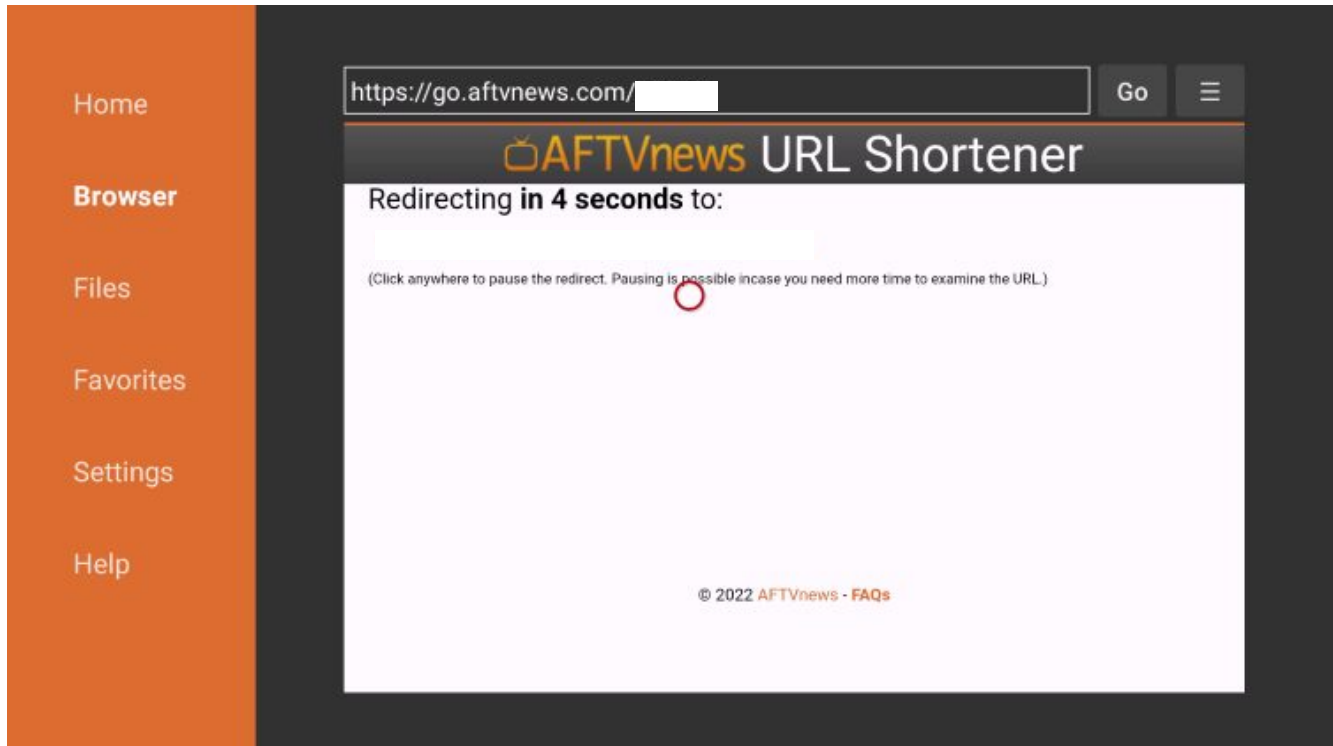 Home
Browser
Files
Favorites
Settings
Help
https://go.aftvnews.com/
Go
AFTVnews URL Shortener
Redirecting in 4 seconds to:
(Click anywhere to pause the redirect. Pausing is possible incase you need more time to examine the URL.)
© 2022 AFTVnews - FAQs